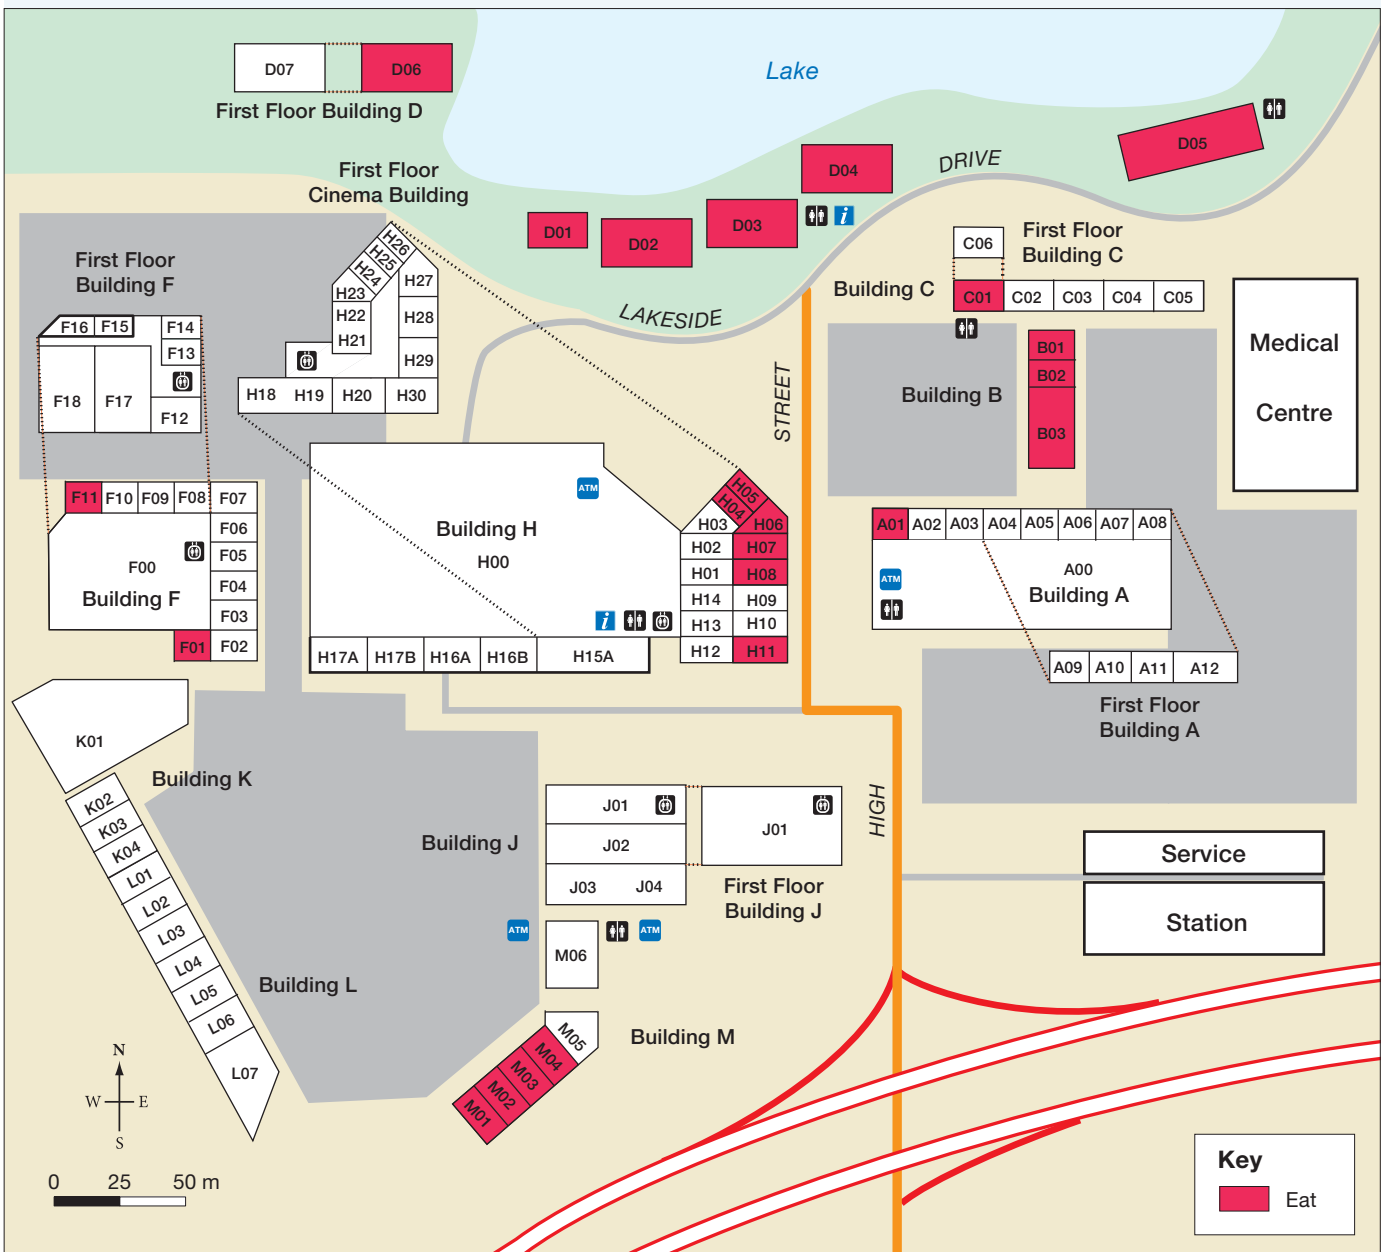 D07
D06
First Floor Building D
Lake
D05
D04
DRIVE
First Floor
Cinema Building
D01
D02
D03
i
LAKESIDE
STREET
HIGH
First Floor
Building F
F16
F15
F14
F13
F18
F17
F12
H26
H25
H24
H23
H22
H21
H27
H28
H29
H18
H19
H20
H30
C06
First Floor
Building C
Building C
C01
C02
C03
C04
C05
Building B
B01
B02
B03
Medical
Centre
F11
F10
F09
F08
F07
F06
F05
F04
F03
F02
F01
F00
Building F
ATM
Building H
H00
i
H17A
H17B
H16A
H16B
H15A
H05
H04
H03
H06
H02
H07
H01
H08
H14
H09
H13
H10
H12
H11
A01
A02
A03
A04
A05
A06
A07
A08
ATM
A00
Building A
A09
A10
A11
A12
First Floor
Building A
K01
Building K
K02
K03
K04
L01
L02
L03
L04
L05
L06
L07
Building L
Building J
J01
J02
J03
J04
J01
First Floor
Building J
ATM
ATM
M06
M05
Building M
M04
M03
M02
M01
Service
Station
N
W
E
S
0 25 50 m
Key
Eat